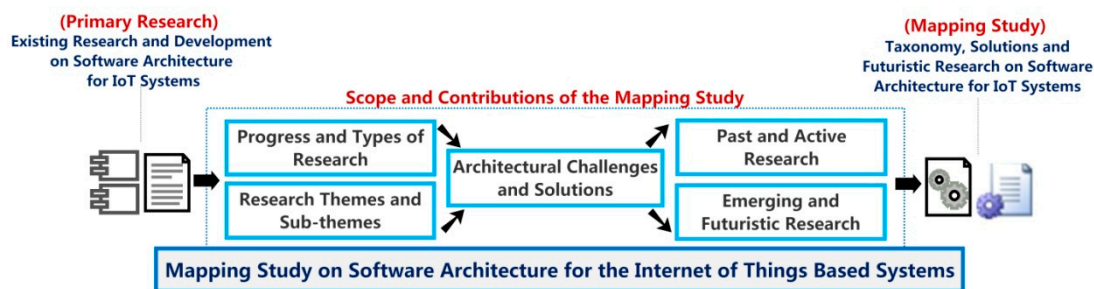 (Primary Research)
Existing Research and Development
on Software Architecture
for IoT Systems
(Mapping Study)
Taxonomy, Solutions and
Futuristic Research on Software
Architecture for IoT Systems
Scope and Contributions of the Mapping Study
Progress and Types of
Research
Research Themes and
Sub-themes
Architectural Challenges
and Solutions
Past and Active
Research
Emerging and
Futuristic Research
Mapping Study on Software Architecture for the Internet of Things Based Systems